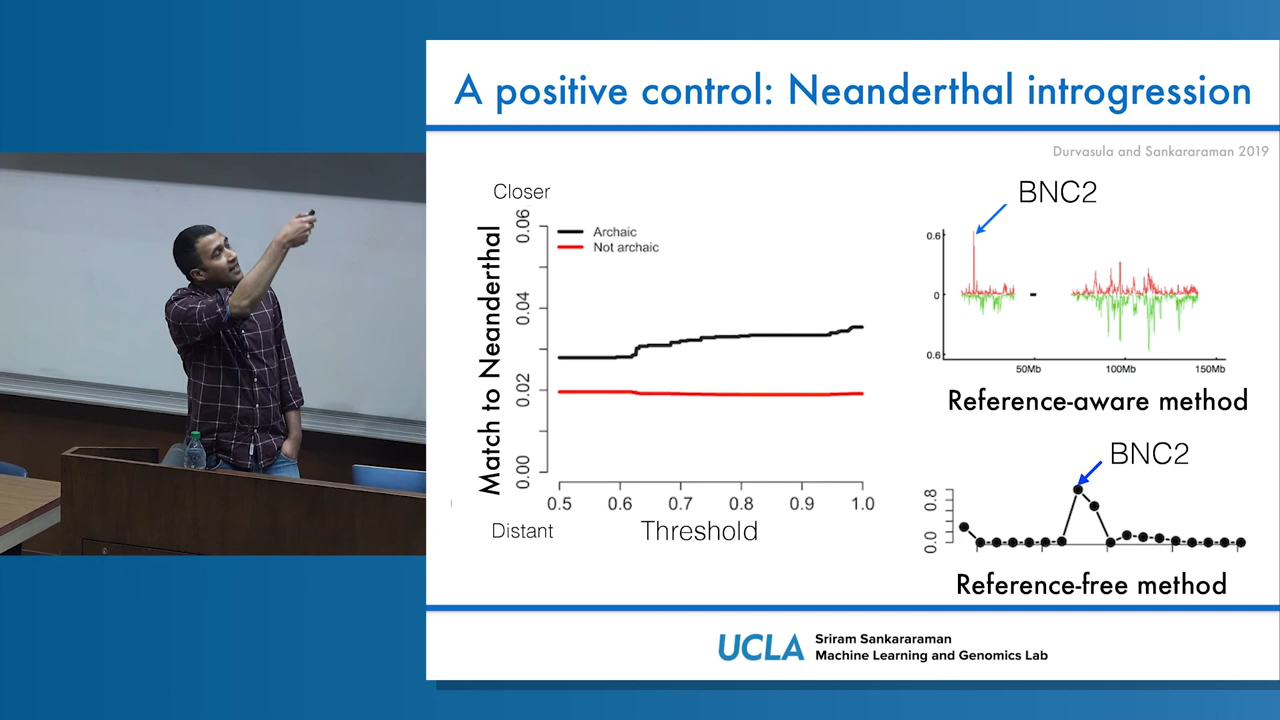 A positive control: Neanderthal introgression
Durvasula and Sankararaman 2019
Closer
Match to Neanderthal
0.06
0.04
0.02
0.00
Archaic
Not archaic
0.5 0.6 0.7 0.8 0.9 1.0
Distant
Threshold
BNC2
0.6
0
0.6
50Mb 100Mb 150Mb
Reference-aware method
BNC2
0.8
0.0
Reference-free method
UCLA
Sriram Sankararaman
Machine Learning and Genomics Lab